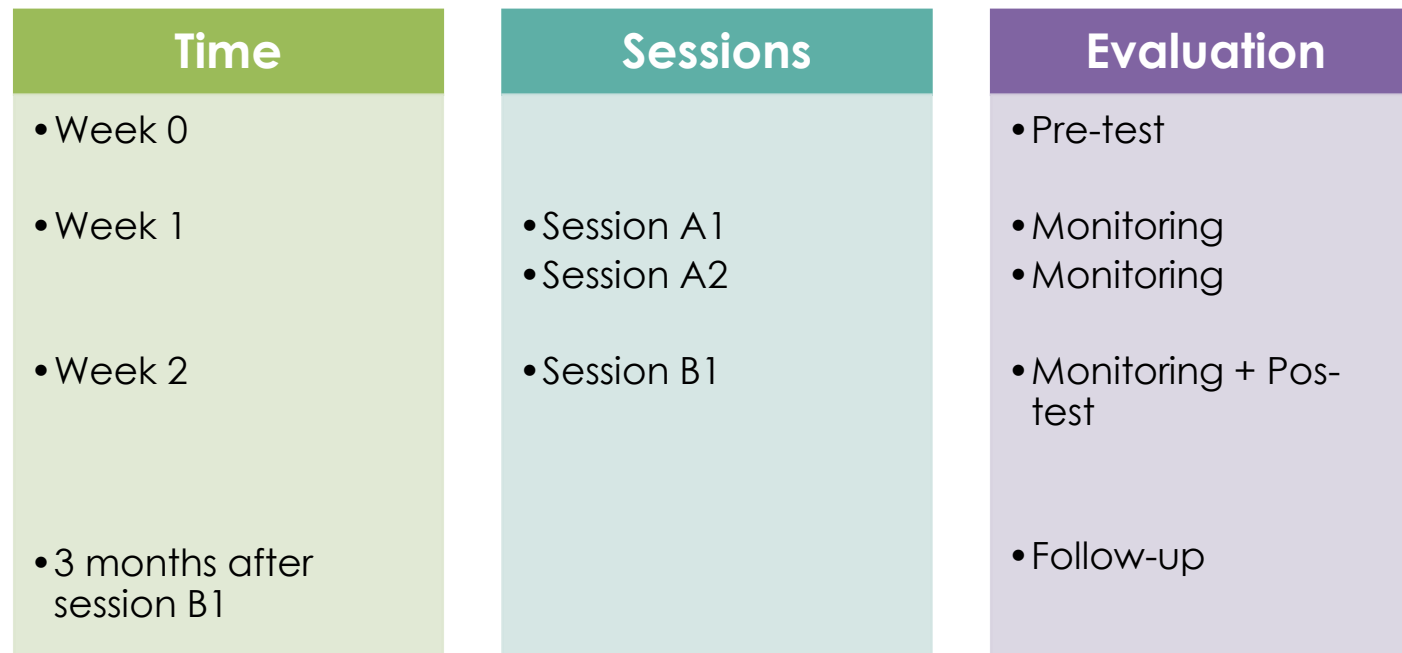 Time
• Week 0
• Week 1
• Week 2
• 3 months after
session B1
Sessions
• Session A1
• Session A2
• Session B1
Evaluation
• Pre-test
• Monitoring
• Monitoring
• Monitoring + Pos-
test
• Follow-up